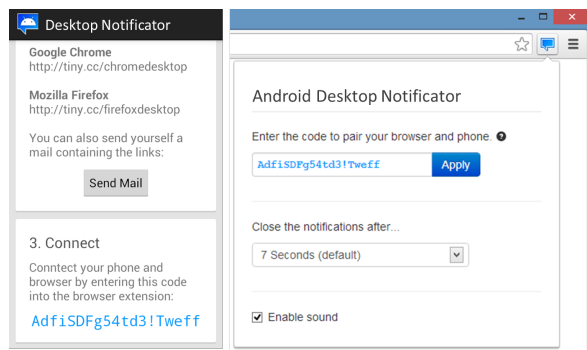 Desktop Notificator
Google Chrome
http://tiny.cc/chromedesktop
Mozilla Firefox
http://tiny.cc/firefoxdesktop
You can also send yourself a
mail containing the links:
Send Mail
3. Connect
Conntect your phone and
browser by entering this code
into the browser extension:
AdfiSDFg54td3!Tweff
Android Desktop Notificator
Enter the code to pair your browser and phone. ?
AdfiSDFg54td3!Tweff
Apply
Close the notifications after...
7 Seconds (default)
Enable sound